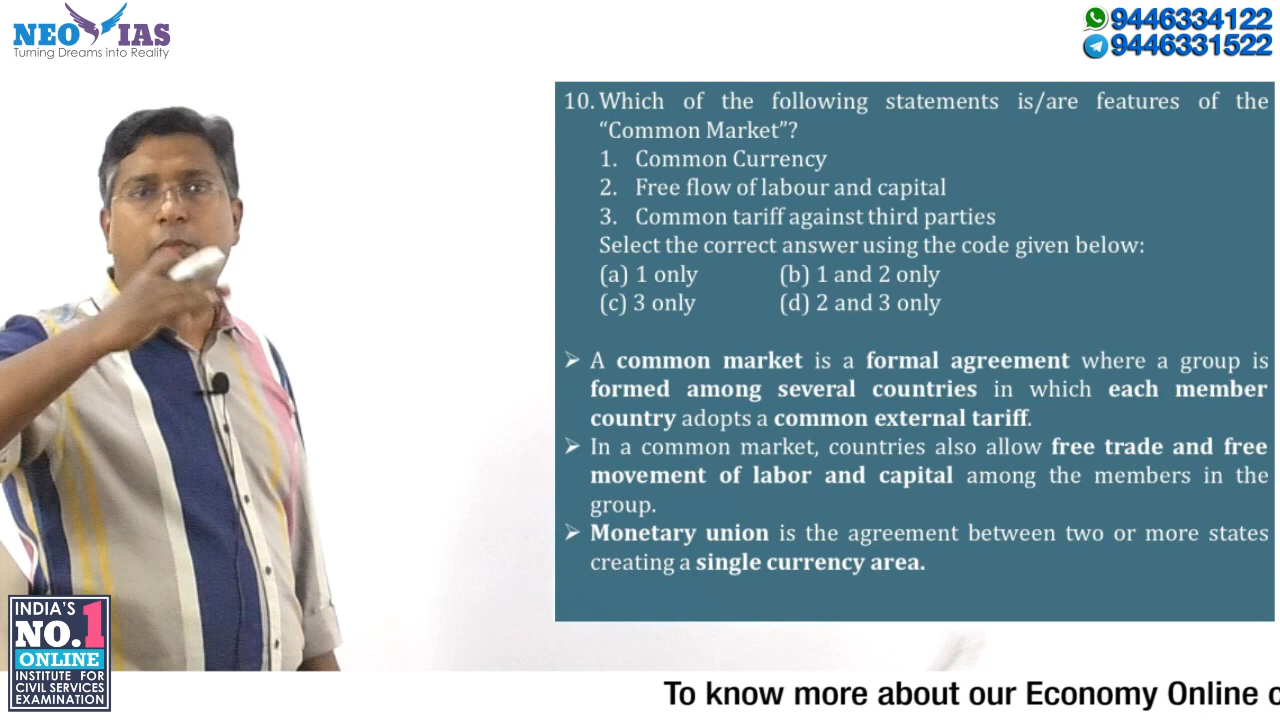 NEO IAS
Turning Dreams into Reality
9446334122
9446331522
10. Which of the following statements is/are features of the
“Common Market”?
1. Common Currency
2. Free flow of labour and capital
3. Common tariff against third parties
Select the correct answer using the code given below:
(a) 1 only (b) 1 and 2 only
(c) 3 only (d) 2 and 3 only
➢ A common market is a formal agreement where a group is
formed among several countries in which each member
country adopts a common external tariff.
➢ In a common market, countries also allow free trade and free
movement of labor and capital among the members in the
group.
➢ Monetary union is the agreement between two or more states
creating a single currency area.
INDIA'S
NO.1
ONLINE
INSTITUTE FOR
CIVIL SERVICES
EXAMINATION
To know more about our Economy Online c